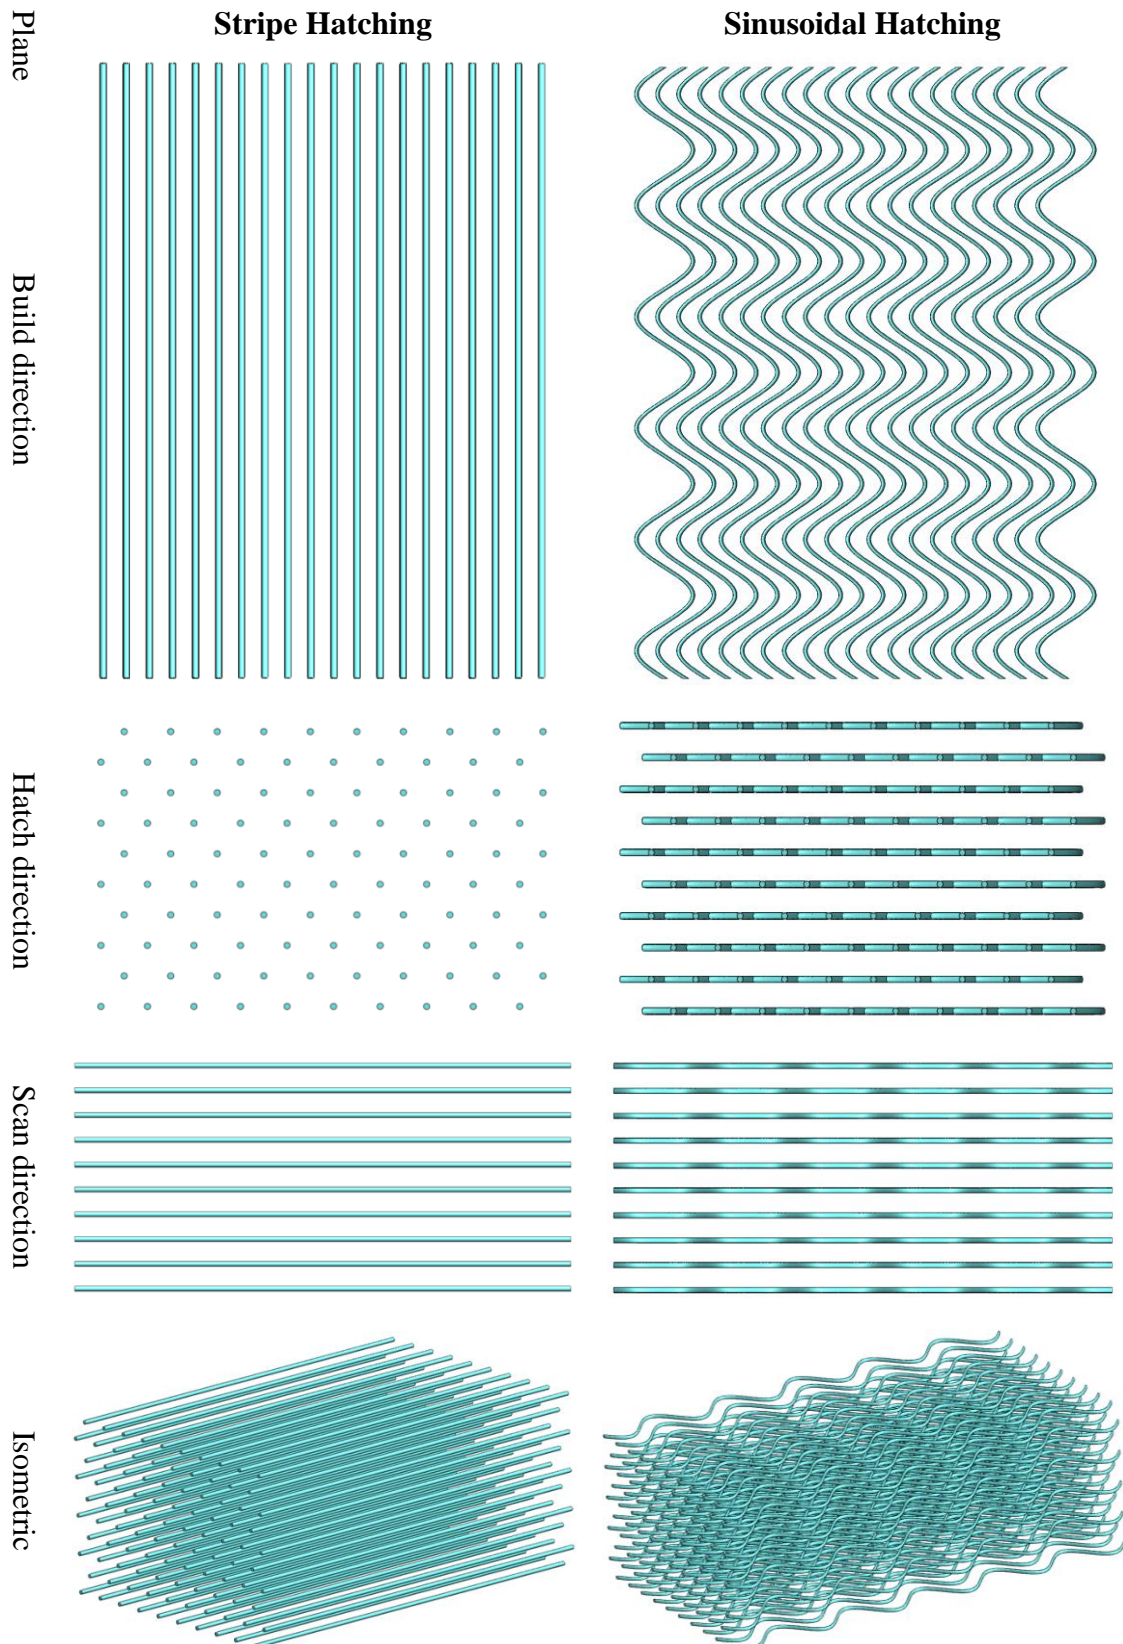 Plane
Stripe Hatching
Sinusoidal Hatching
Build direction
Hatch direction
Scan direction
Isometric